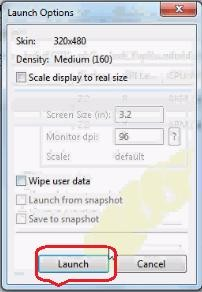 Launch Options
Skin: 320x480
Density: Medium (160)
Scale display to real size
Screen Size (in): 3.2
Monitor dpi: 96 ?
Scale: default
Wipe user data
Launch from snapshot
Save to snapshot
Launch Cancel